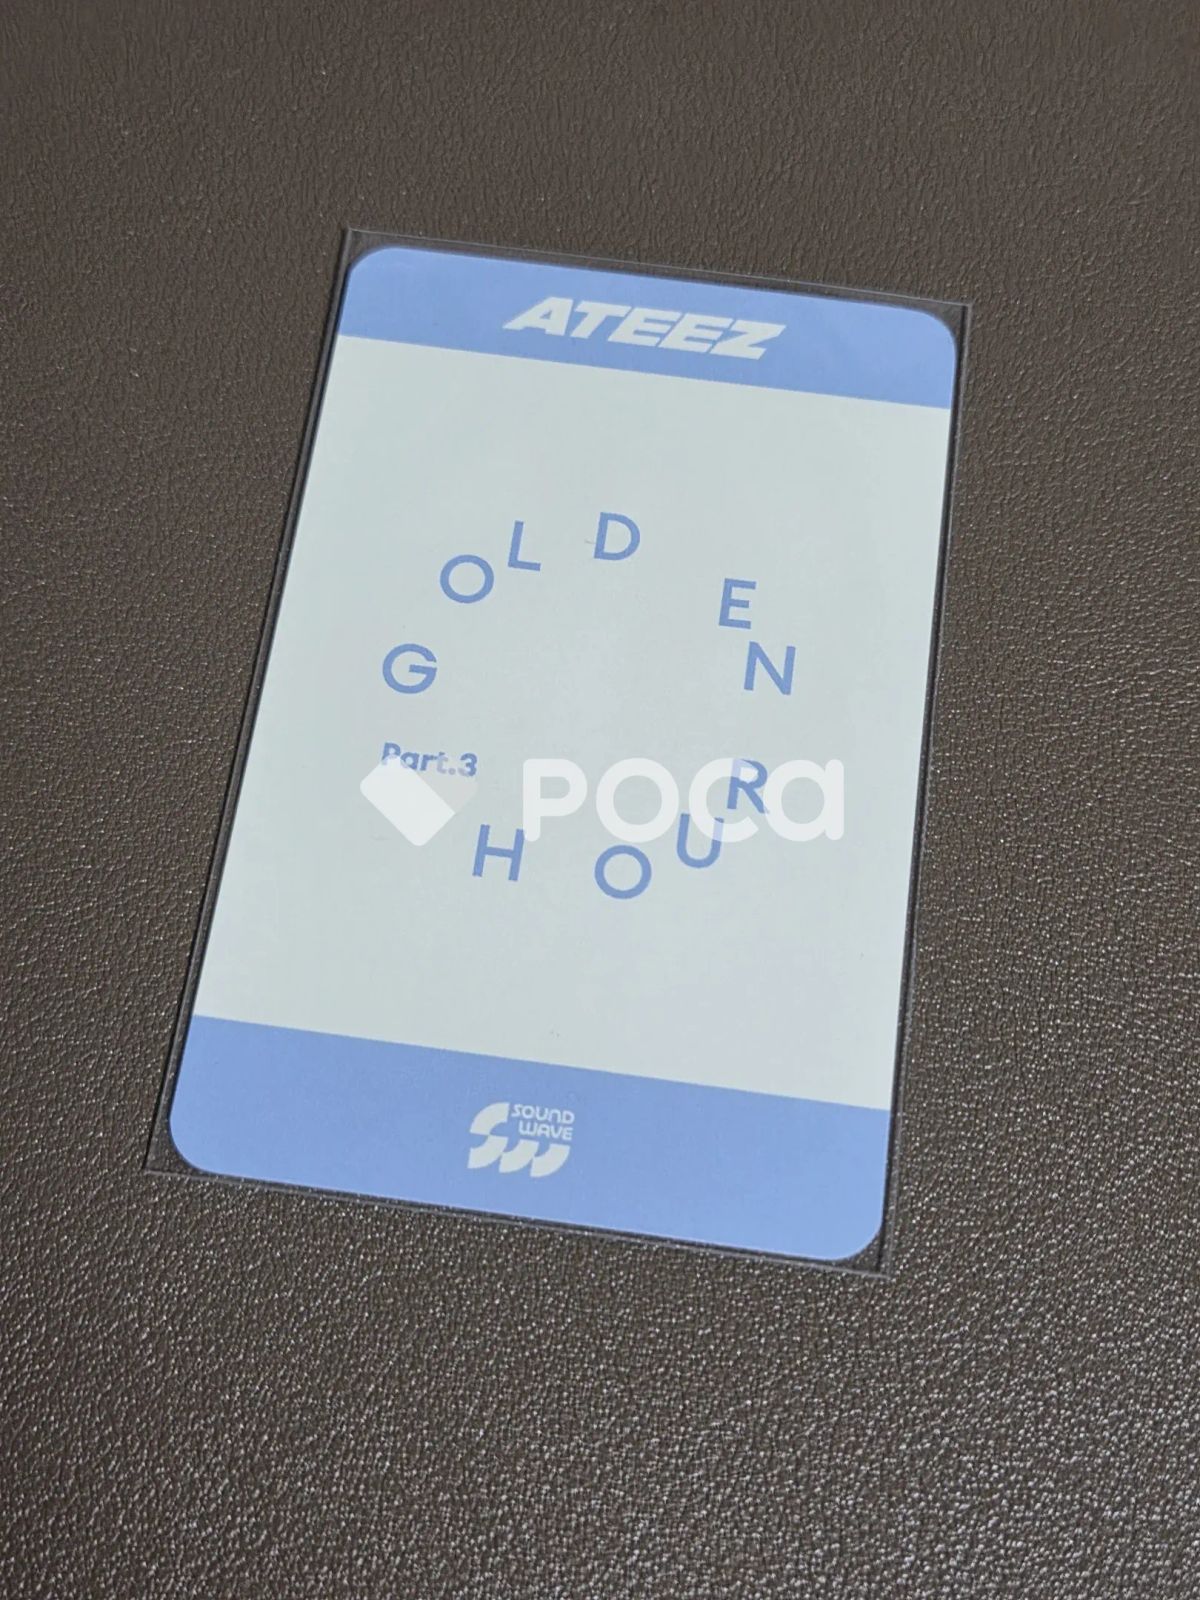 ATEEZ
GOLDEN
Part.3
HOUR
POCA
SOUND
WAVE